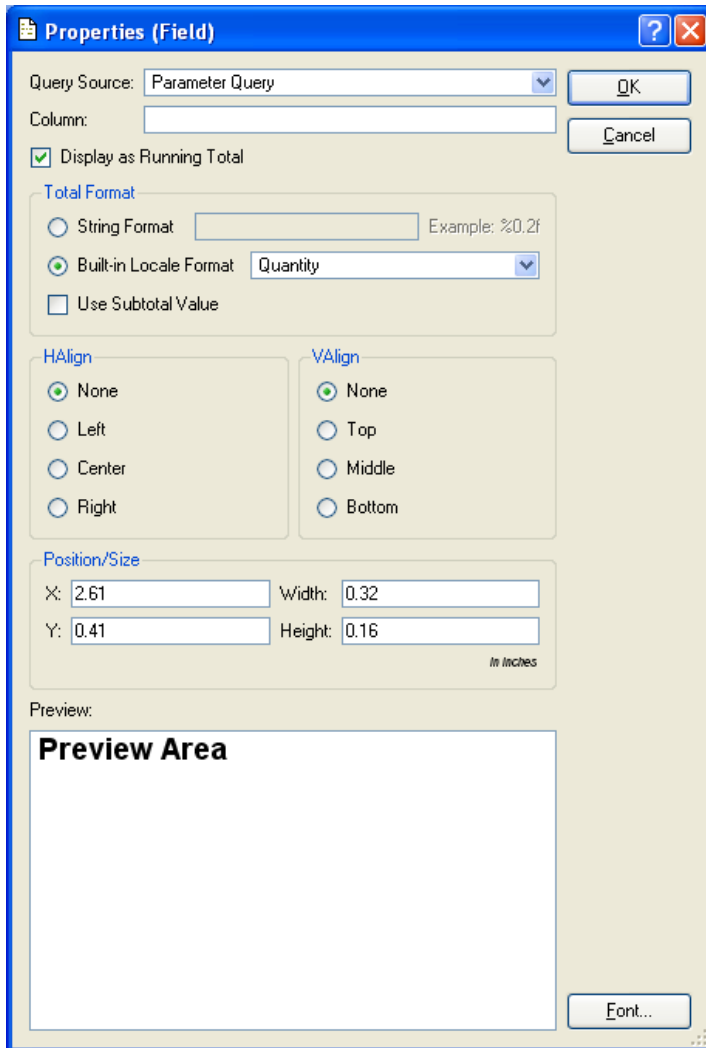 Properties (Field)
Query Source: Parameter Query
OK
Column:
Cancel
Display as Running Total
Total Format
String Format Example: %0.2f
Built-in Locale Format Quantity
Use Subtotal Value
HAlign VAlign
None None
Left Top
Center Middle
Right Bottom
Position/Size
X: 2.61 Width: 0.32
Y: 0.41 Height: 0.16
In Inches
Preview:
Preview Area
Font...